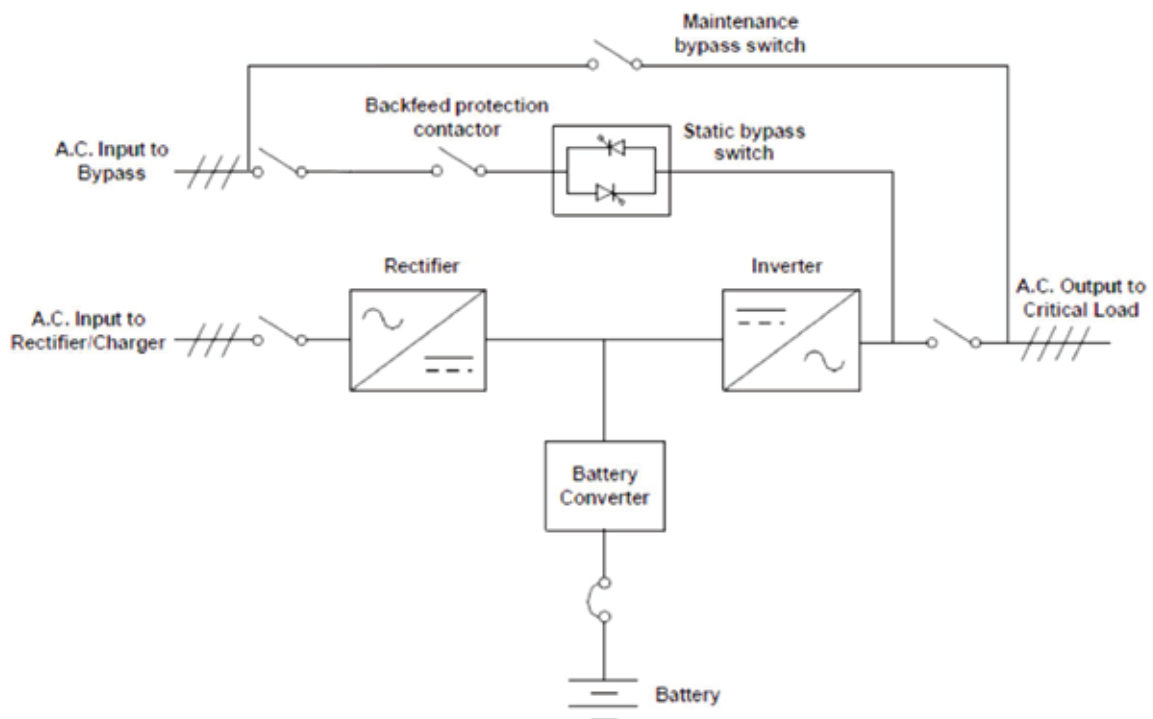 Maintenance
bypass switch
Backfeed protection
contactor
Static bypass
switch
A.C. Input to
Bypass
Rectifier
Inverter
A.C. Output to
Critical Load
A.C. Input to
Rectifier/Charger
Battery
Converter
Battery